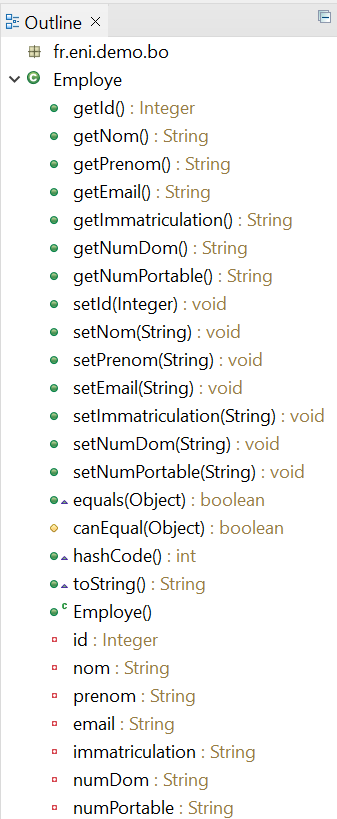 Outline
fr.eni.demo.bo
Employe
getId() : Integer
getNom() : String
getPrenom() : String
getEmail() : String
getImmatriculation() : String
getNumDom() : String
getNumPortable() : String
setId(Integer) : void
setNom(String) : void
setPrenom(String) : void
setEmail(String) : void
setImmatriculation(String) : void
setNumDom(String) : void
setNumPortable(String) : void
equals(Object) : boolean
canEqual(Object) : boolean
hashCode() : int
toString() : String
Employe()
id : Integer
nom : String
prenom : String
email : String
immatriculation : String
numDom : String
numPortable : String